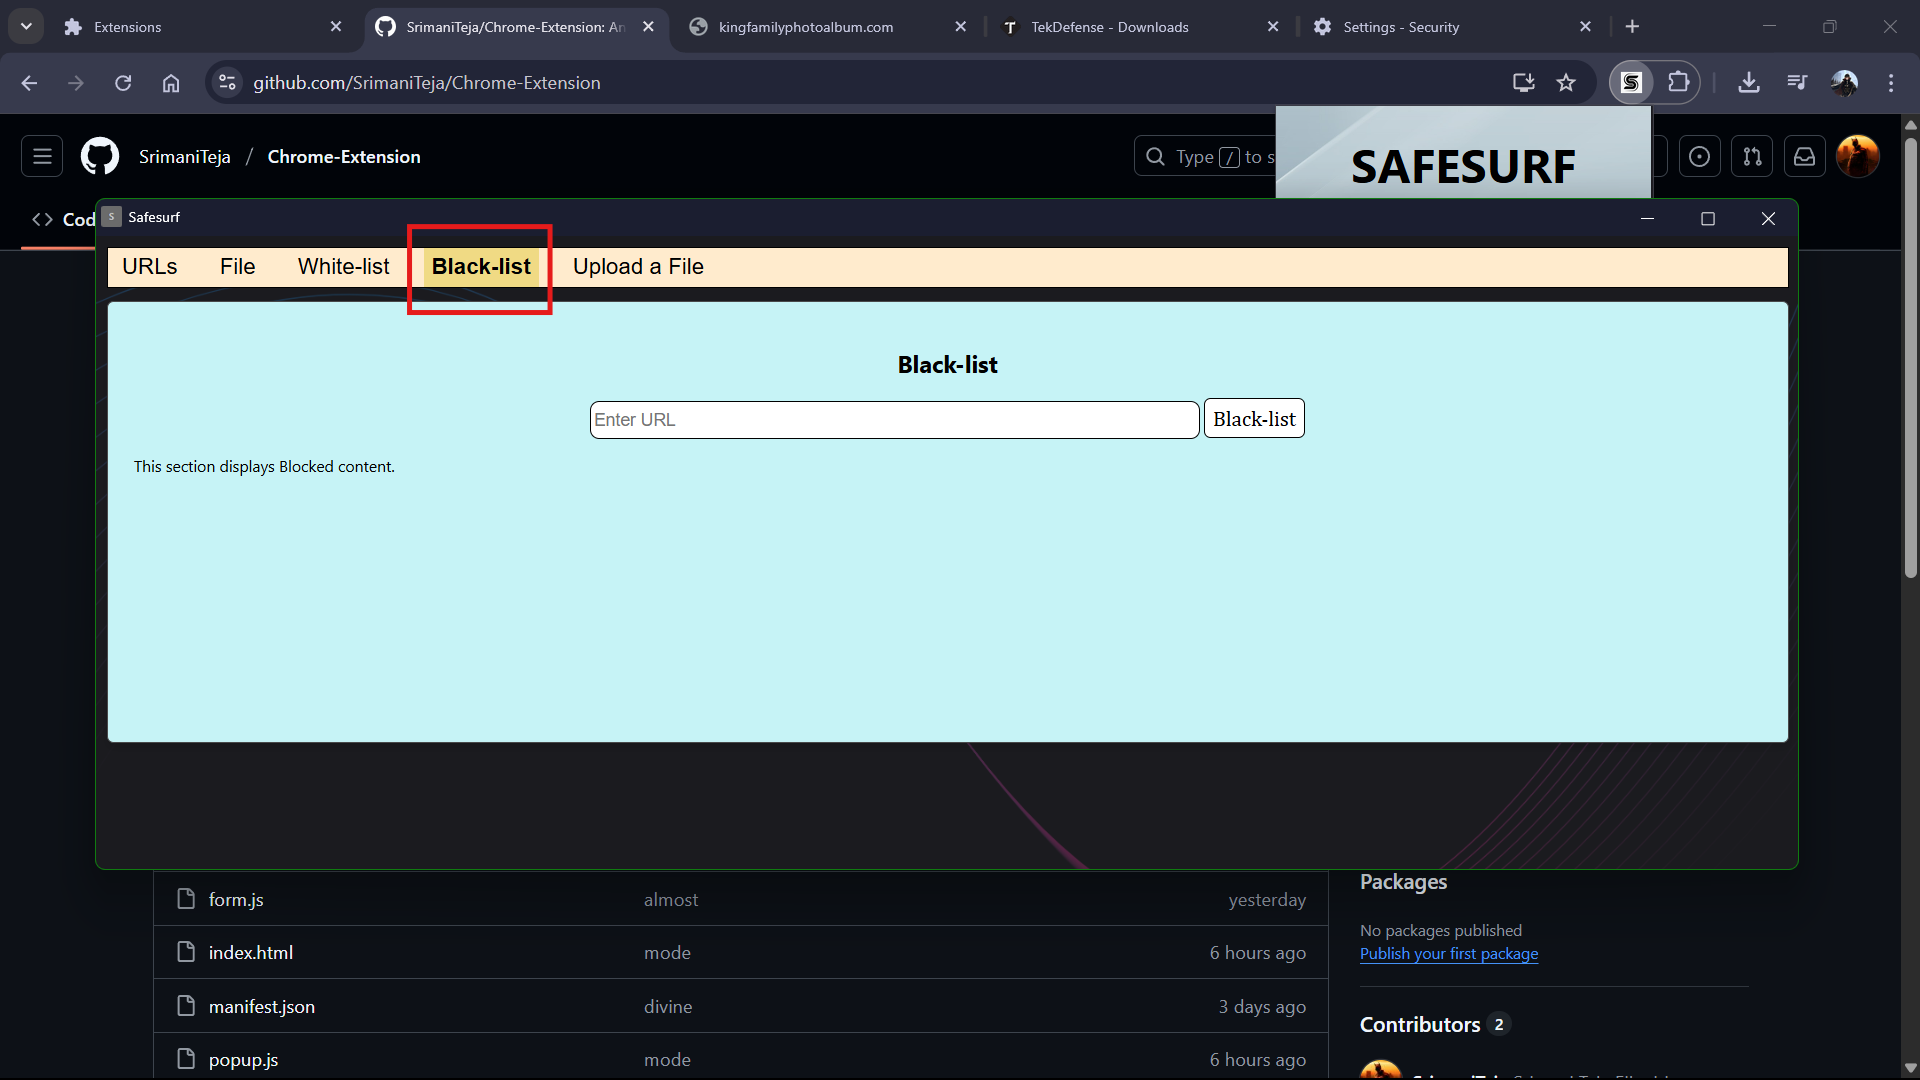 Extensions
SrimaniTeja/Chrome-Extension: An
kingfamilyphotoalbum.com
T TekDefense - Downloads
Settings - Security
github.com/SrimaniTeja/Chrome-Extension
S
SrimaniTeja / Chrome-Extension
Type / to s
SAFESURF
<> Cod
S Safesurf
URLs File White-list Black-list Upload a File
Black-list
Enter URL Black-list
This section displays Blocked content.
form.js almost yesterday
index.html mode 6 hours ago
manifest.json divine 3 days ago
popup.js mode 6 hours ago
Packages
No packages published
Publish your first package
Contributors 2